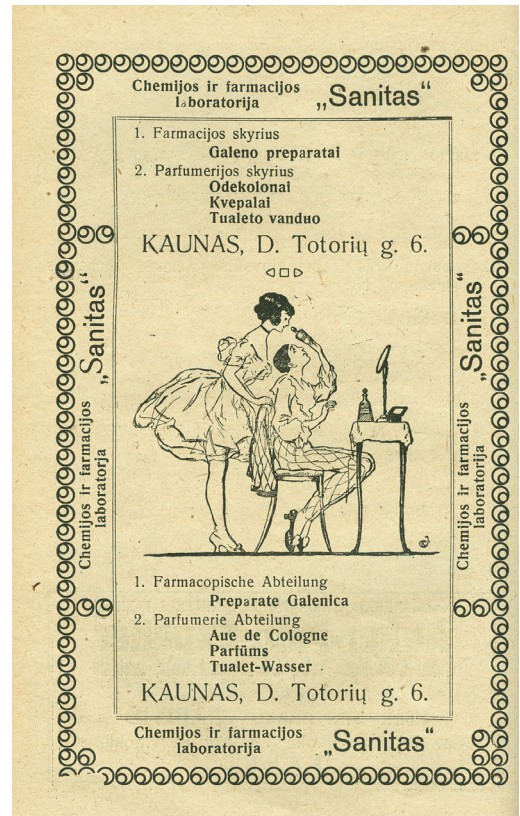 Chemijos ir farmacijos
laboratorija
„Sanitas“
1. Farmacijos skyrius
Galeno preparatai
2. Parfumerijos skyrius
Odekolonai
Kvepalai
Tualeto vanduo
KAUNAS, D. Totorių g. 6.
Chemijos ir farmacijos
laboratorija
„Sanitas“
Chemijos ir farmacijos
laboratorija
„Sanitas“
1. Farmacopische Abteilung
Preparate Galenica
2. Parfumerie Abteilung
Aue de Cologne
Parfüms
Tualet-Wasser
KAUNAS, D. Totorių g. 6.
Chemijos ir farmacijos
laboratorija
„Sanitas“